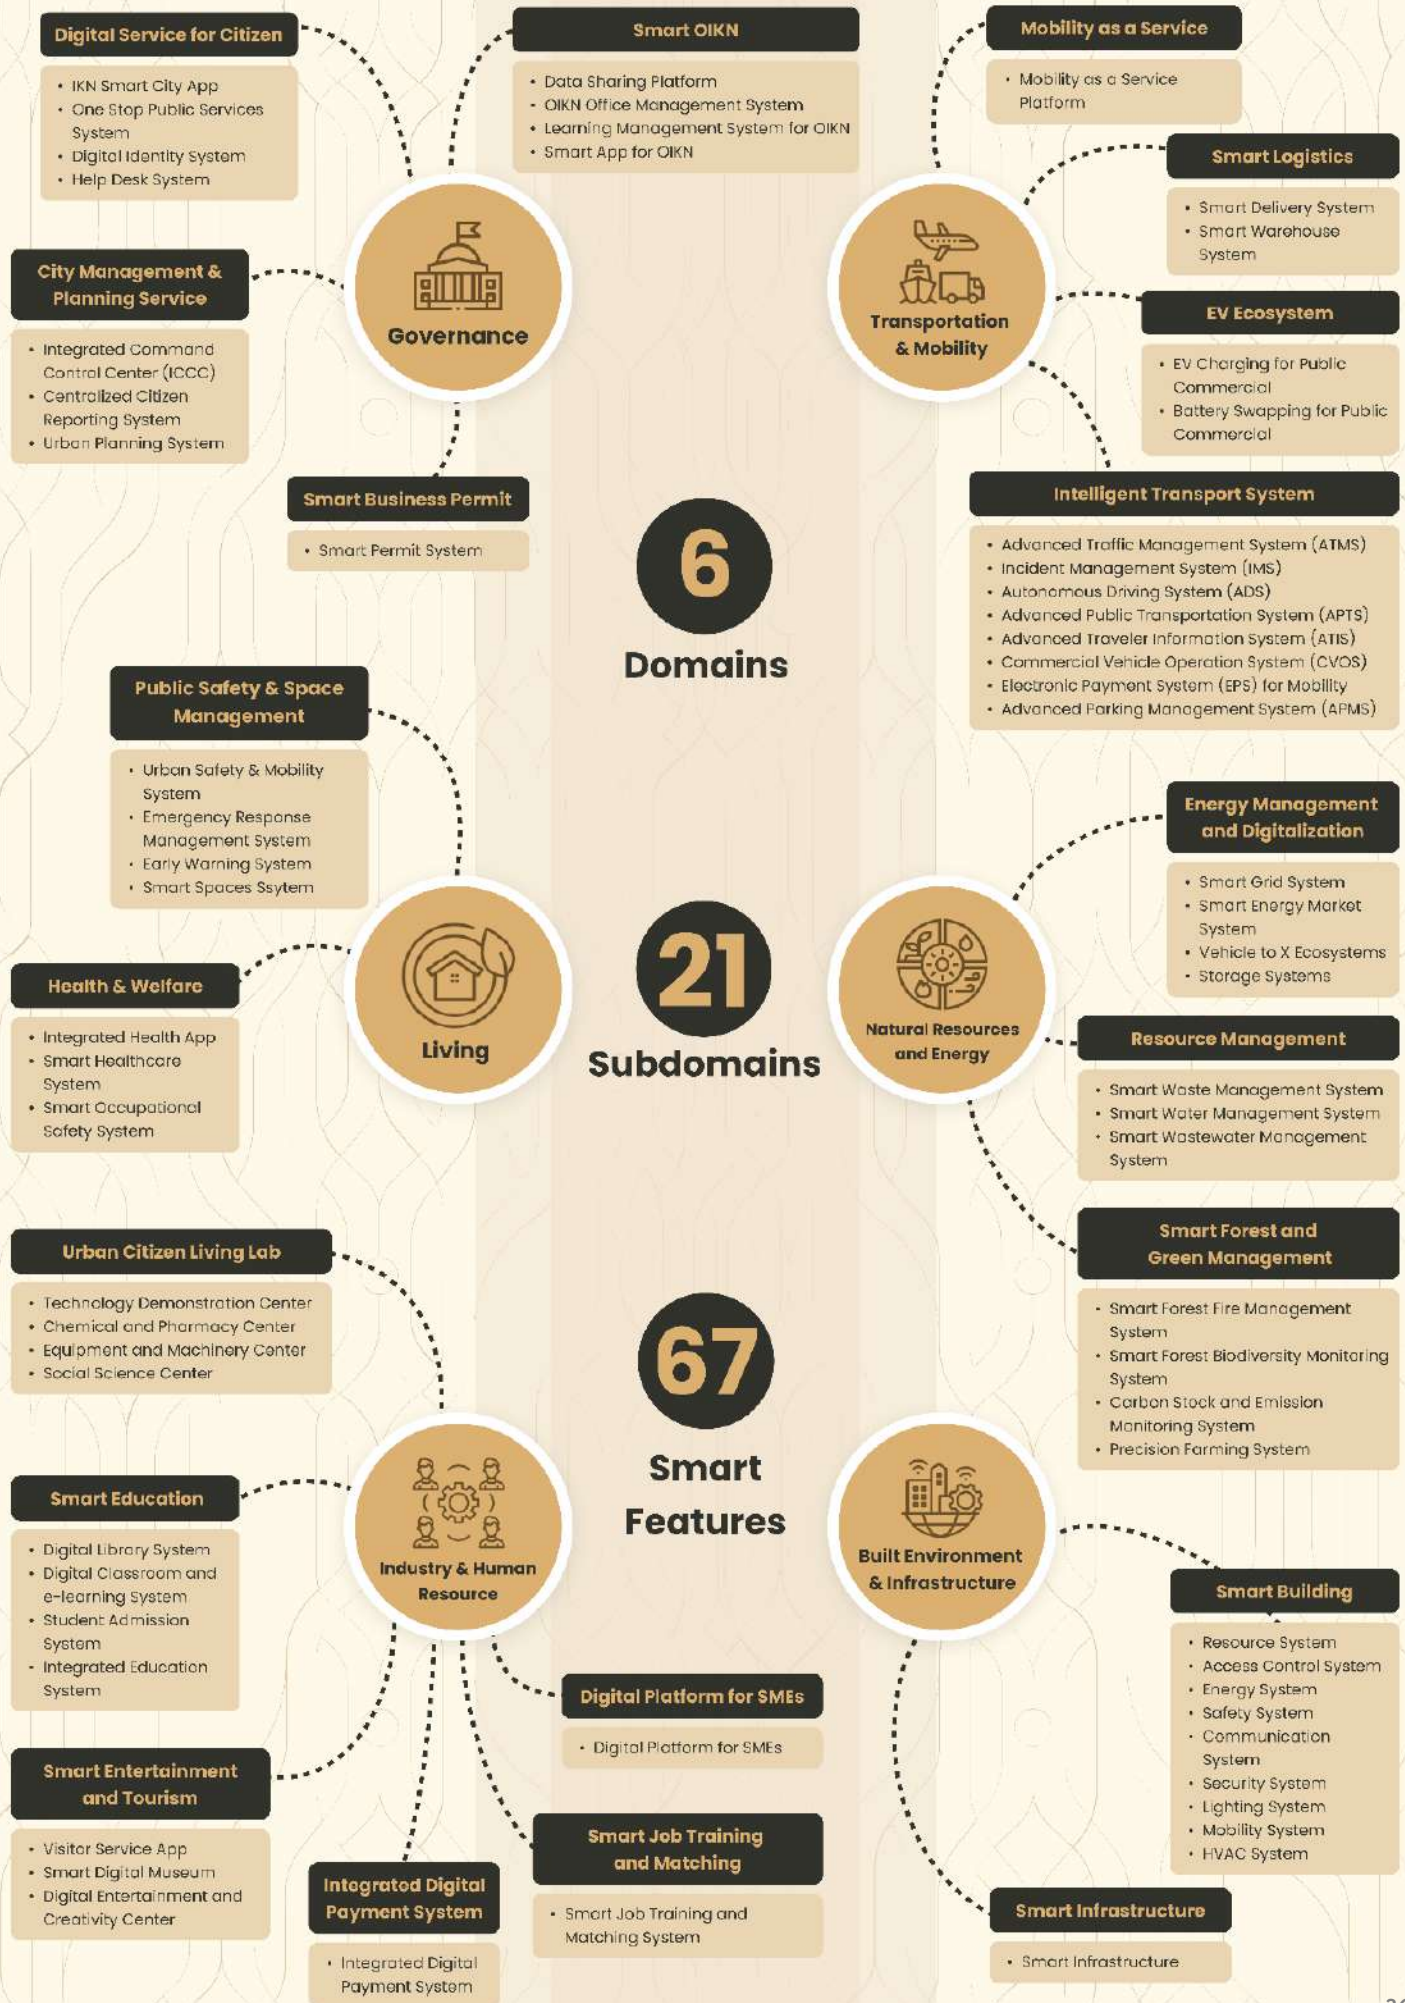 Digital Service for Citizen
• IKN Smart City App
• One Stop Public Services
System
• Digital Identity System
• Help Desk System
Smart OIKN
• Data Sharing Platform
• OIKN Office Management System
• Learning Management System for OIKN
• Smart App for OIKN
City Management &
Planning Service
• Integrated Command
Control Center (ICCC)
• Centralized Citizen
Reporting System
• Urban Planning System
Governance
Smart Business Permit
• Smart Permit System
Mobility as a Service
• Mobility as a Service
Platform
Smart Logistics
• Smart Delivery System
• Smart Warehouse
System
Transportation
& Mobility
EV Ecosystem
• EV Charging for Public
Commercial
• Battery Swapping for Public
Commercial
Intelligent Transport System
• Advanced Traffic Management System (ATMS)
• Incident Management System (IMS)
• Autonomous Driving System (ADS)
• Advanced Public Transportation System (APTS)
• Advanced Traveler Information System (ATIS)
• Commercial Vehicle Operation System (CVOS)
• Electronic Payment System (EPS) for Mobility
• Advanced Parking Management System (APMS)
6
Domains
Public Safety & Space
Management
• Urban Safety & Mobility
System
• Emergency Response
Management System
• Early Warning System
• Smart Spaces Ssytem
Living
Health & Welfare
• Integrated Health App
• Smart Healthcare
System
• Smart Occupational
Safety System
21
Subdomains
Energy Management
and Digitalization
• Smart Grid System
• Smart Energy Market
System
• Vehicle to X Ecosystems
• Storage Systems
Natural Resources
and Energy
Resource Management
• Smart Waste Management System
• Smart Water Management System
• Smart Wastewater Management
System
Smart Forest and
Green Management
• Smart Forest Fire Management
System
• Smart Forest Biodiversity Monitoring
System
• Carbon Stock and Emission
Monitoring System
• Precision Farming System
67
Smart
Features
Urban Citizen Living Lab
• Technology Demonstration Center
• Chemical and Pharmacy Center
• Equipment and Machinery Center
• Social Science Center
Smart Education
• Digital Library System
• Digital Classroom and
e-learning System
• Student Admission
System
• Integrated Education
System
Industry & Human
Resource
Smart Entertainment
and Tourism
• Visitor Service App
• Smart Digital Museum
• Digital Entertainment and
Creativity Center
Integrated Digital
Payment System
• Integrated Digital
Payment System
Digital Platform for SMEs
• Digital Platform for SMEs
Smart Job Training
and Matching
• Smart Job Training and
Matching System
Built Environment
& Infrastructure
Smart Building
• Resource System
• Access Control System
• Energy System
• Safety System
• Communication
System
• Security System
• Lighting System
• Mobility System
• HVAC System
Smart Infrastructure
• Smart Infrastructure